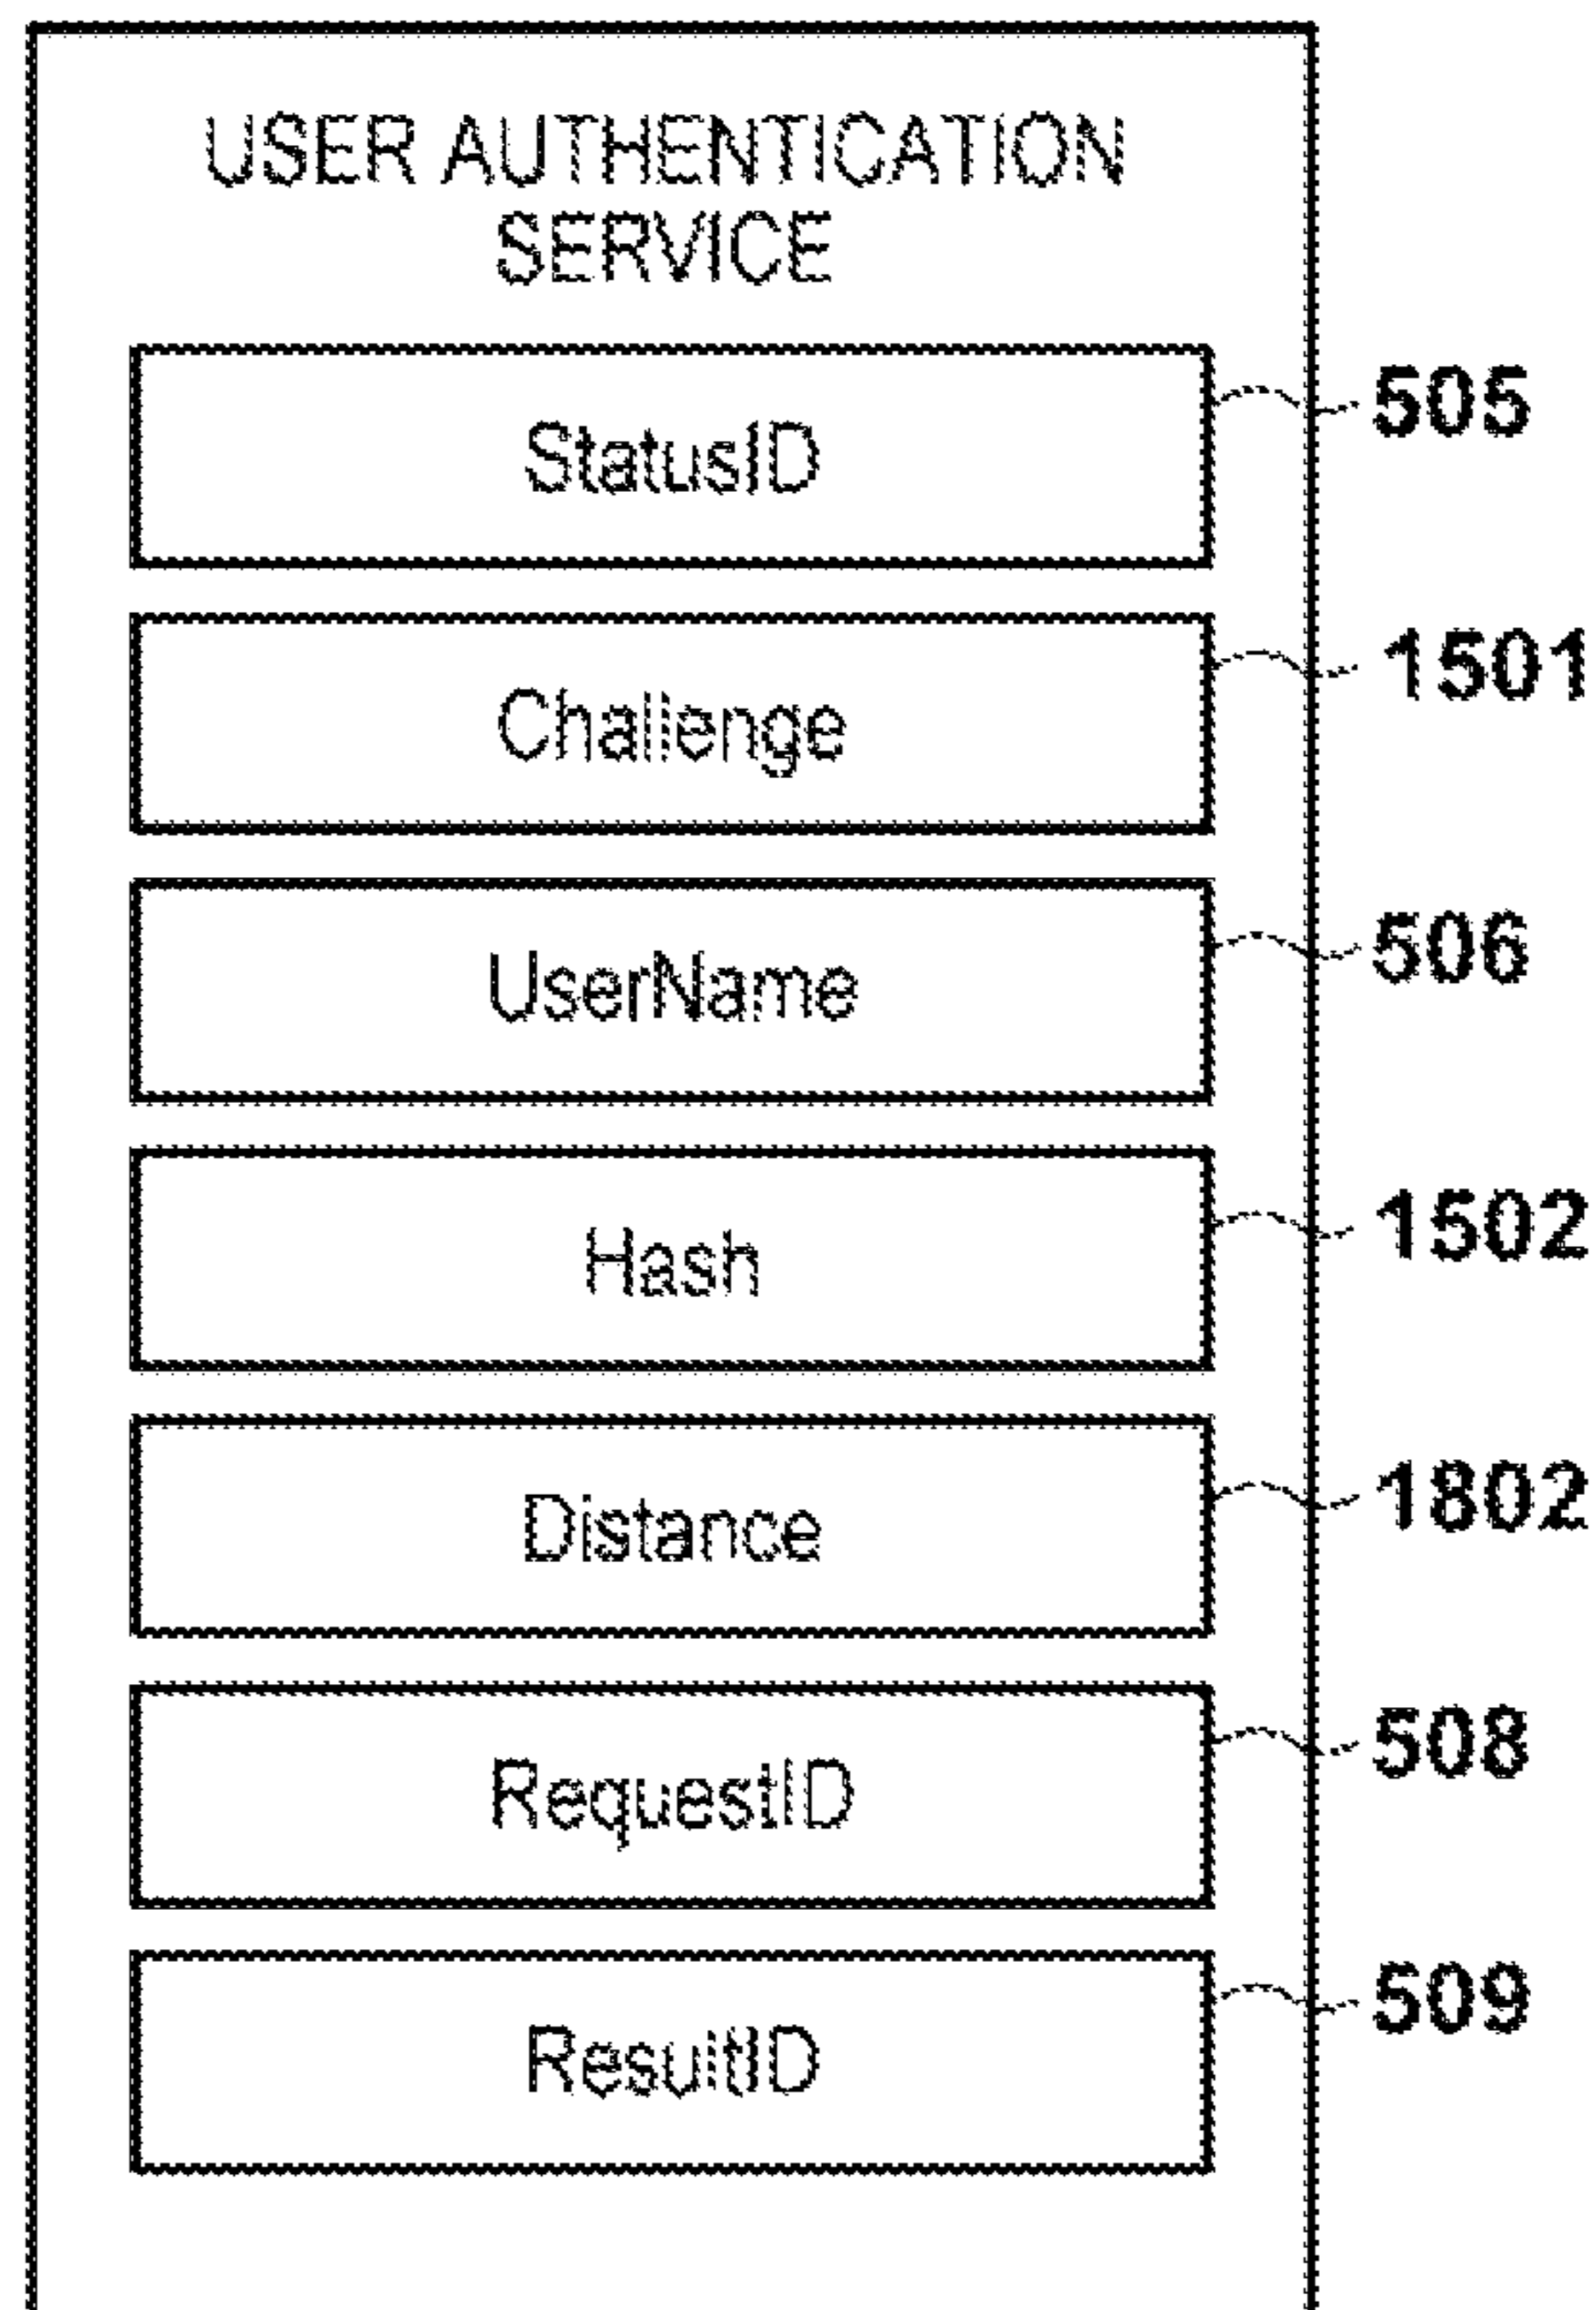 USER AUTHENTICATION
SERVICE
StatusID
505
Challenge
1501
UserName
506
Hash
1502
Distance
1802
RequestID
508
ResultID
509